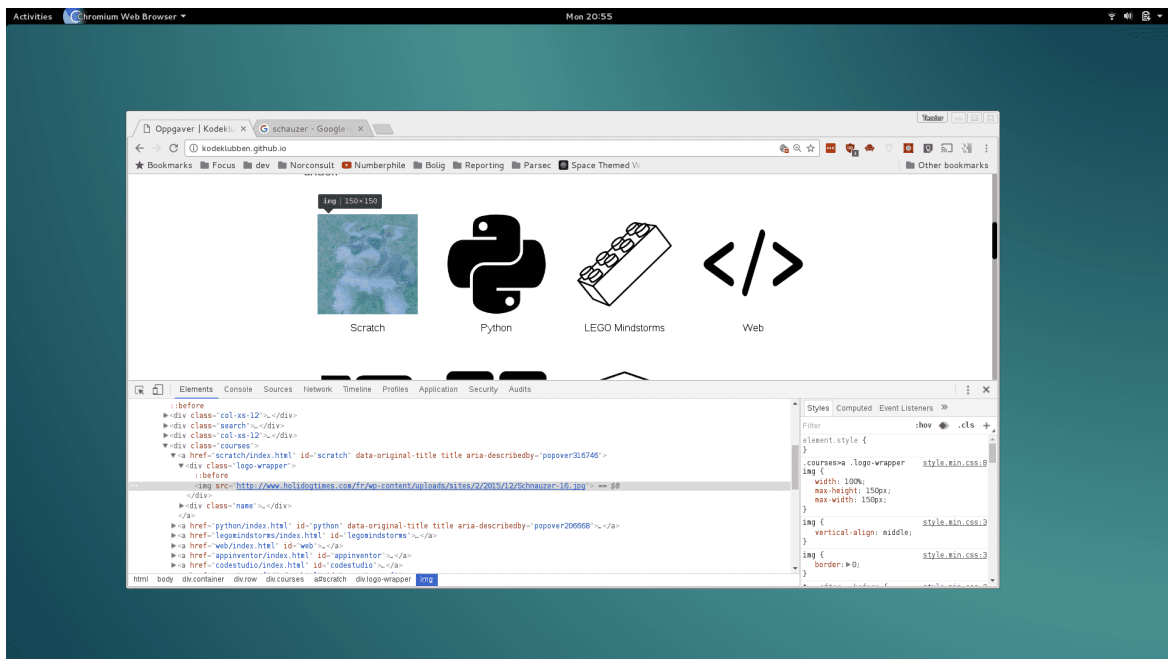 Activities Chromium Web Browser Mon 20:55
Oppgaver | Kodeklu × schauzer - Google- ×
kodeklubben.github.io
Bookmarks Focus dev Norconsult Numberphile Bolig Reporting Parsec Space Themed W Other bookmarks
img | 150×150
Scratch Python LEGO Mindstorms Web
Elements Console Sources Network Timeline Profiles Application Security Audits
::before
<div class="col-xs-12">…</div>
<div class="search">…</div>
<div class="col-xs-12">…</div>
<div class="courses">
<a href="scratch/index.html" id="scratch" data-original-title title aria-describedby="popover316746">
<div class="logo-wrapper">
::before
<img src="http://www.holidogtimes.com/fr/wp-content/uploads/sites/2/2015/12/Schnauzer-16.jpg"> == $0
</div>
<div class="name">…</div>
</a>
<a href="python/index.html" id="python" data-original-title title aria-describedby="popover206668">…</a>
<a href="legomindstorms/index.html" id="legomindstorms">…</a>
<a href="web/index.html" id="web">…</a>
<a href="appinventor/index.html" id="appinventor">…</a>
<a href="codestudio/index.html" id="codestudio">…</a>
html body div.container div.row div.courses a#scratch div.logo-wrapper img
Styles Computed Event Listeners »
Filter :hov .cls +
element.style {
}
.courses>a .logo-wrapper style.min.css:8
img {
width: 100%;
max-height: 150px;
max-width: 150px;
}
img { style.min.css:3
vertical-align: middle;
}
img { style.min.css:3
border: 0;
}